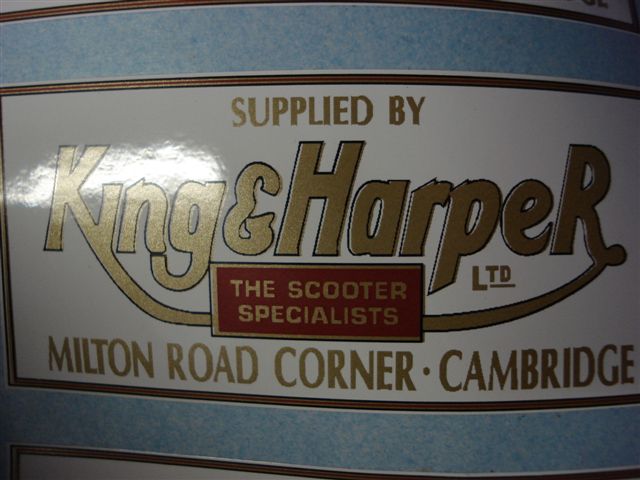 SUPPLIED BY
King & Harper
LTD
THE SCOOTER
SPECIALISTS
MILTON ROAD CORNER · CAMBRIDGE